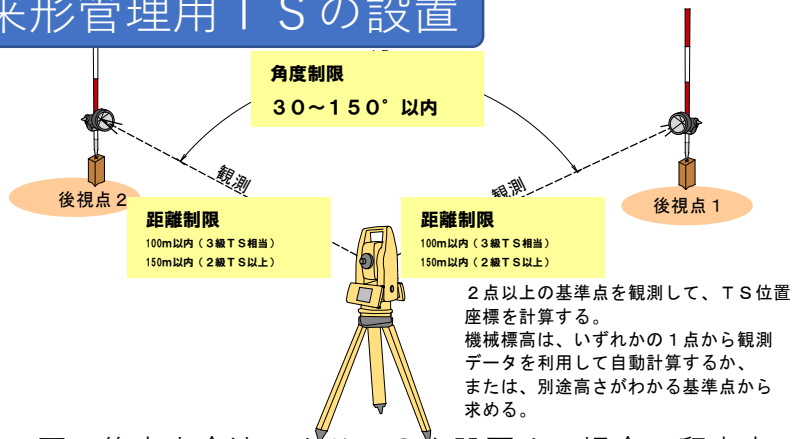 出来形管理用TSの設置
角度制限
30～150°以内
観測
観測
後視点2
後視点1
距離制限
100m以内（3級TS相当）
150m以内（2級TS以上）
距離制限
100m以内（3級TS相当）
150m以内（2級TS以上）
２点以上の基準点を観測して、ＴＳ位置
座標を計算する。
機械標高は、いずれかの１点から観測
データを利用して自動計算するか、
または、別途高さがわかる基準点から
求める。